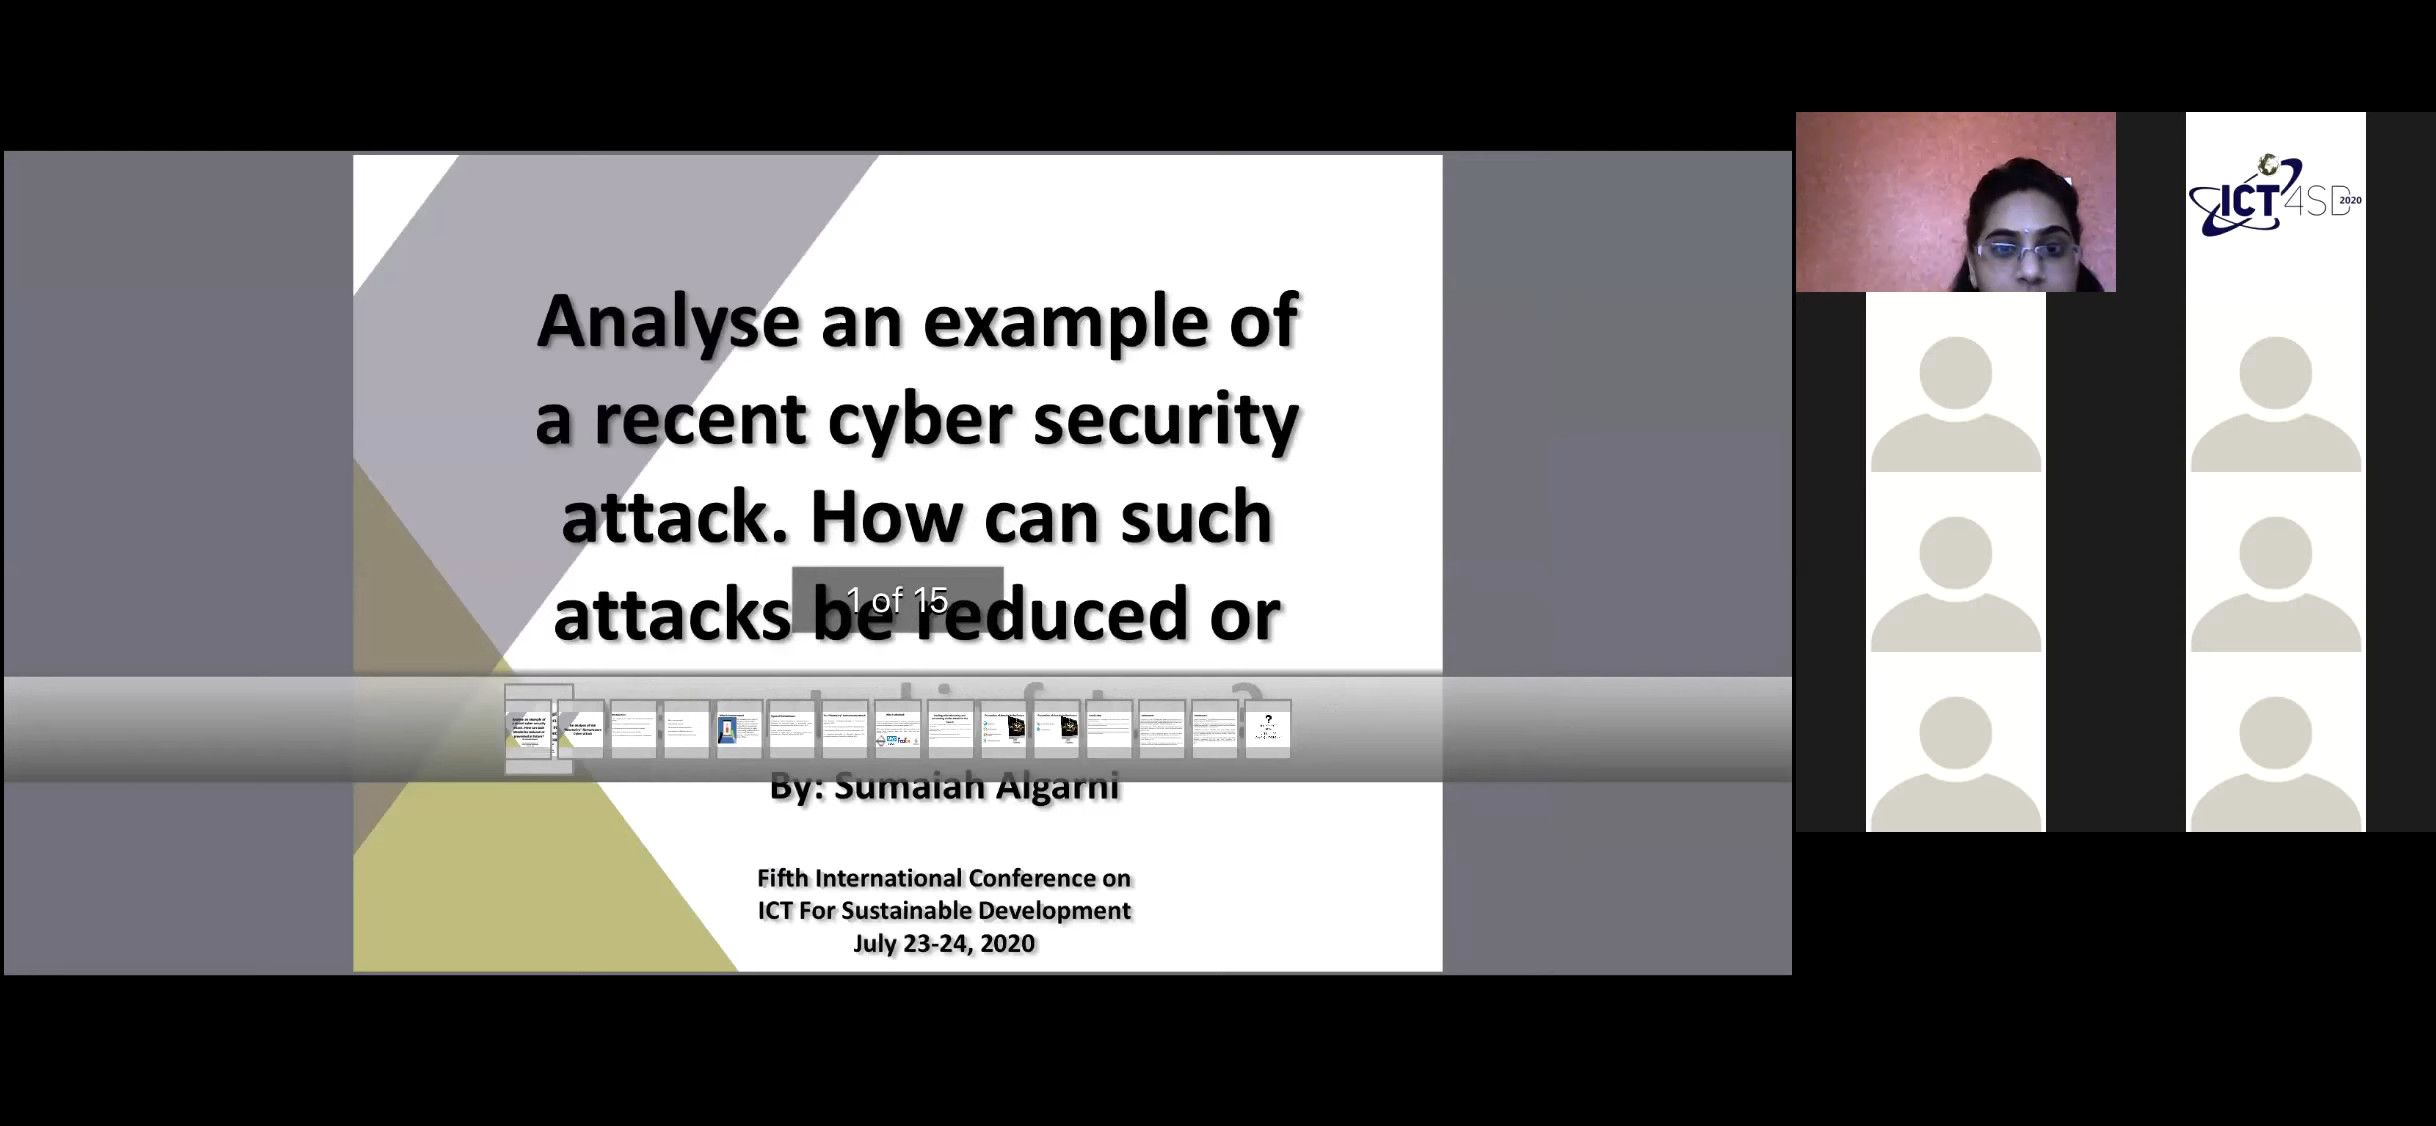 Analyse an example of
a recent cyber security
attack. How can such
attacks be reduced or
1 of 15
By: Sumaiah Algarni
Fifth International Conference on
ICT For Sustainable Development
July 23-24, 2020
ICT4SD 2020